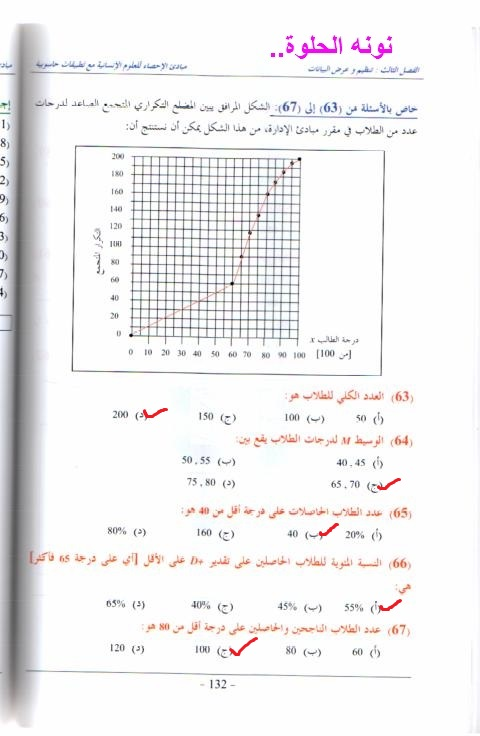 نونه الحلوة..
الفصل الثالث : تنظيم و عرض البيانات
مبادئ الإحصاء للعلوم الإنسانية مع تطبيقات حاسوبية
خاص بالأسئلة من (63) إلى (67): الشكل المرافق يبين المضلع التكراري المتجمع الصاعد لدرجات
عدد من الطلاب في مقرر مبادئ الإدارة، من هذا الشكل يمكن أن نستنتج أن:
200
180
160
140
120
100
80
60
40
20
0
التكرار المتجمع
0 10 20 30 40 50 60 70 80 90 100
درجة الطالب x
[من 100]
(63) العدد الكلي للطلاب هو:
(أ) 50 (ب) 100 (ج) 150 (د) 200
(64) الوسيط M لدرجات الطلاب يقع بين:
(أ) 40 , 45 (ب) 50 , 55
(ج) 65 , 70 (د) 75 , 80
(65) عدد الطلاب الحاصلات على درجة أقل من 40 هو:
(أ) 20% (ب) 40 (ج) 160 (د) 80%
(66) النسبة المئوية للطلاب الحاصلين على تقدير D+ على الأقل [أي على درجة 65 فأكثر]
هي:
(أ) 55% (ب) 45% (ج) 40% (د) 65%
(67) عدد الطلاب الناجحين والحاصلين على درجة أقل من 80 هو:
(أ) 60 (ب) 80 (ج) 100 (د) 120
- 132 -